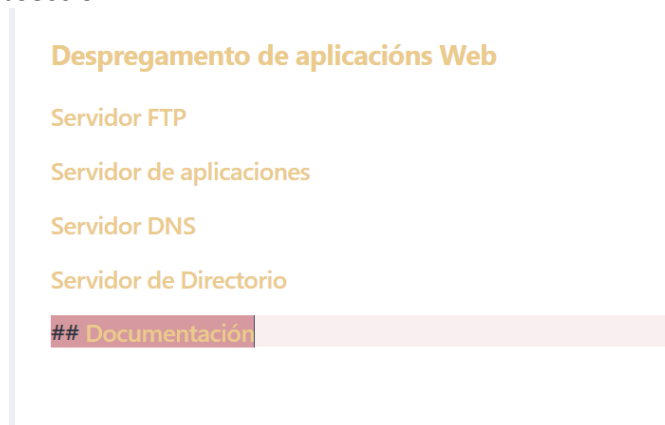 Despregamento de aplicacións Web
Servidor FTP
Servidor de aplicaciones
Servidor DNS
Servidor de Directorio
## Documentación